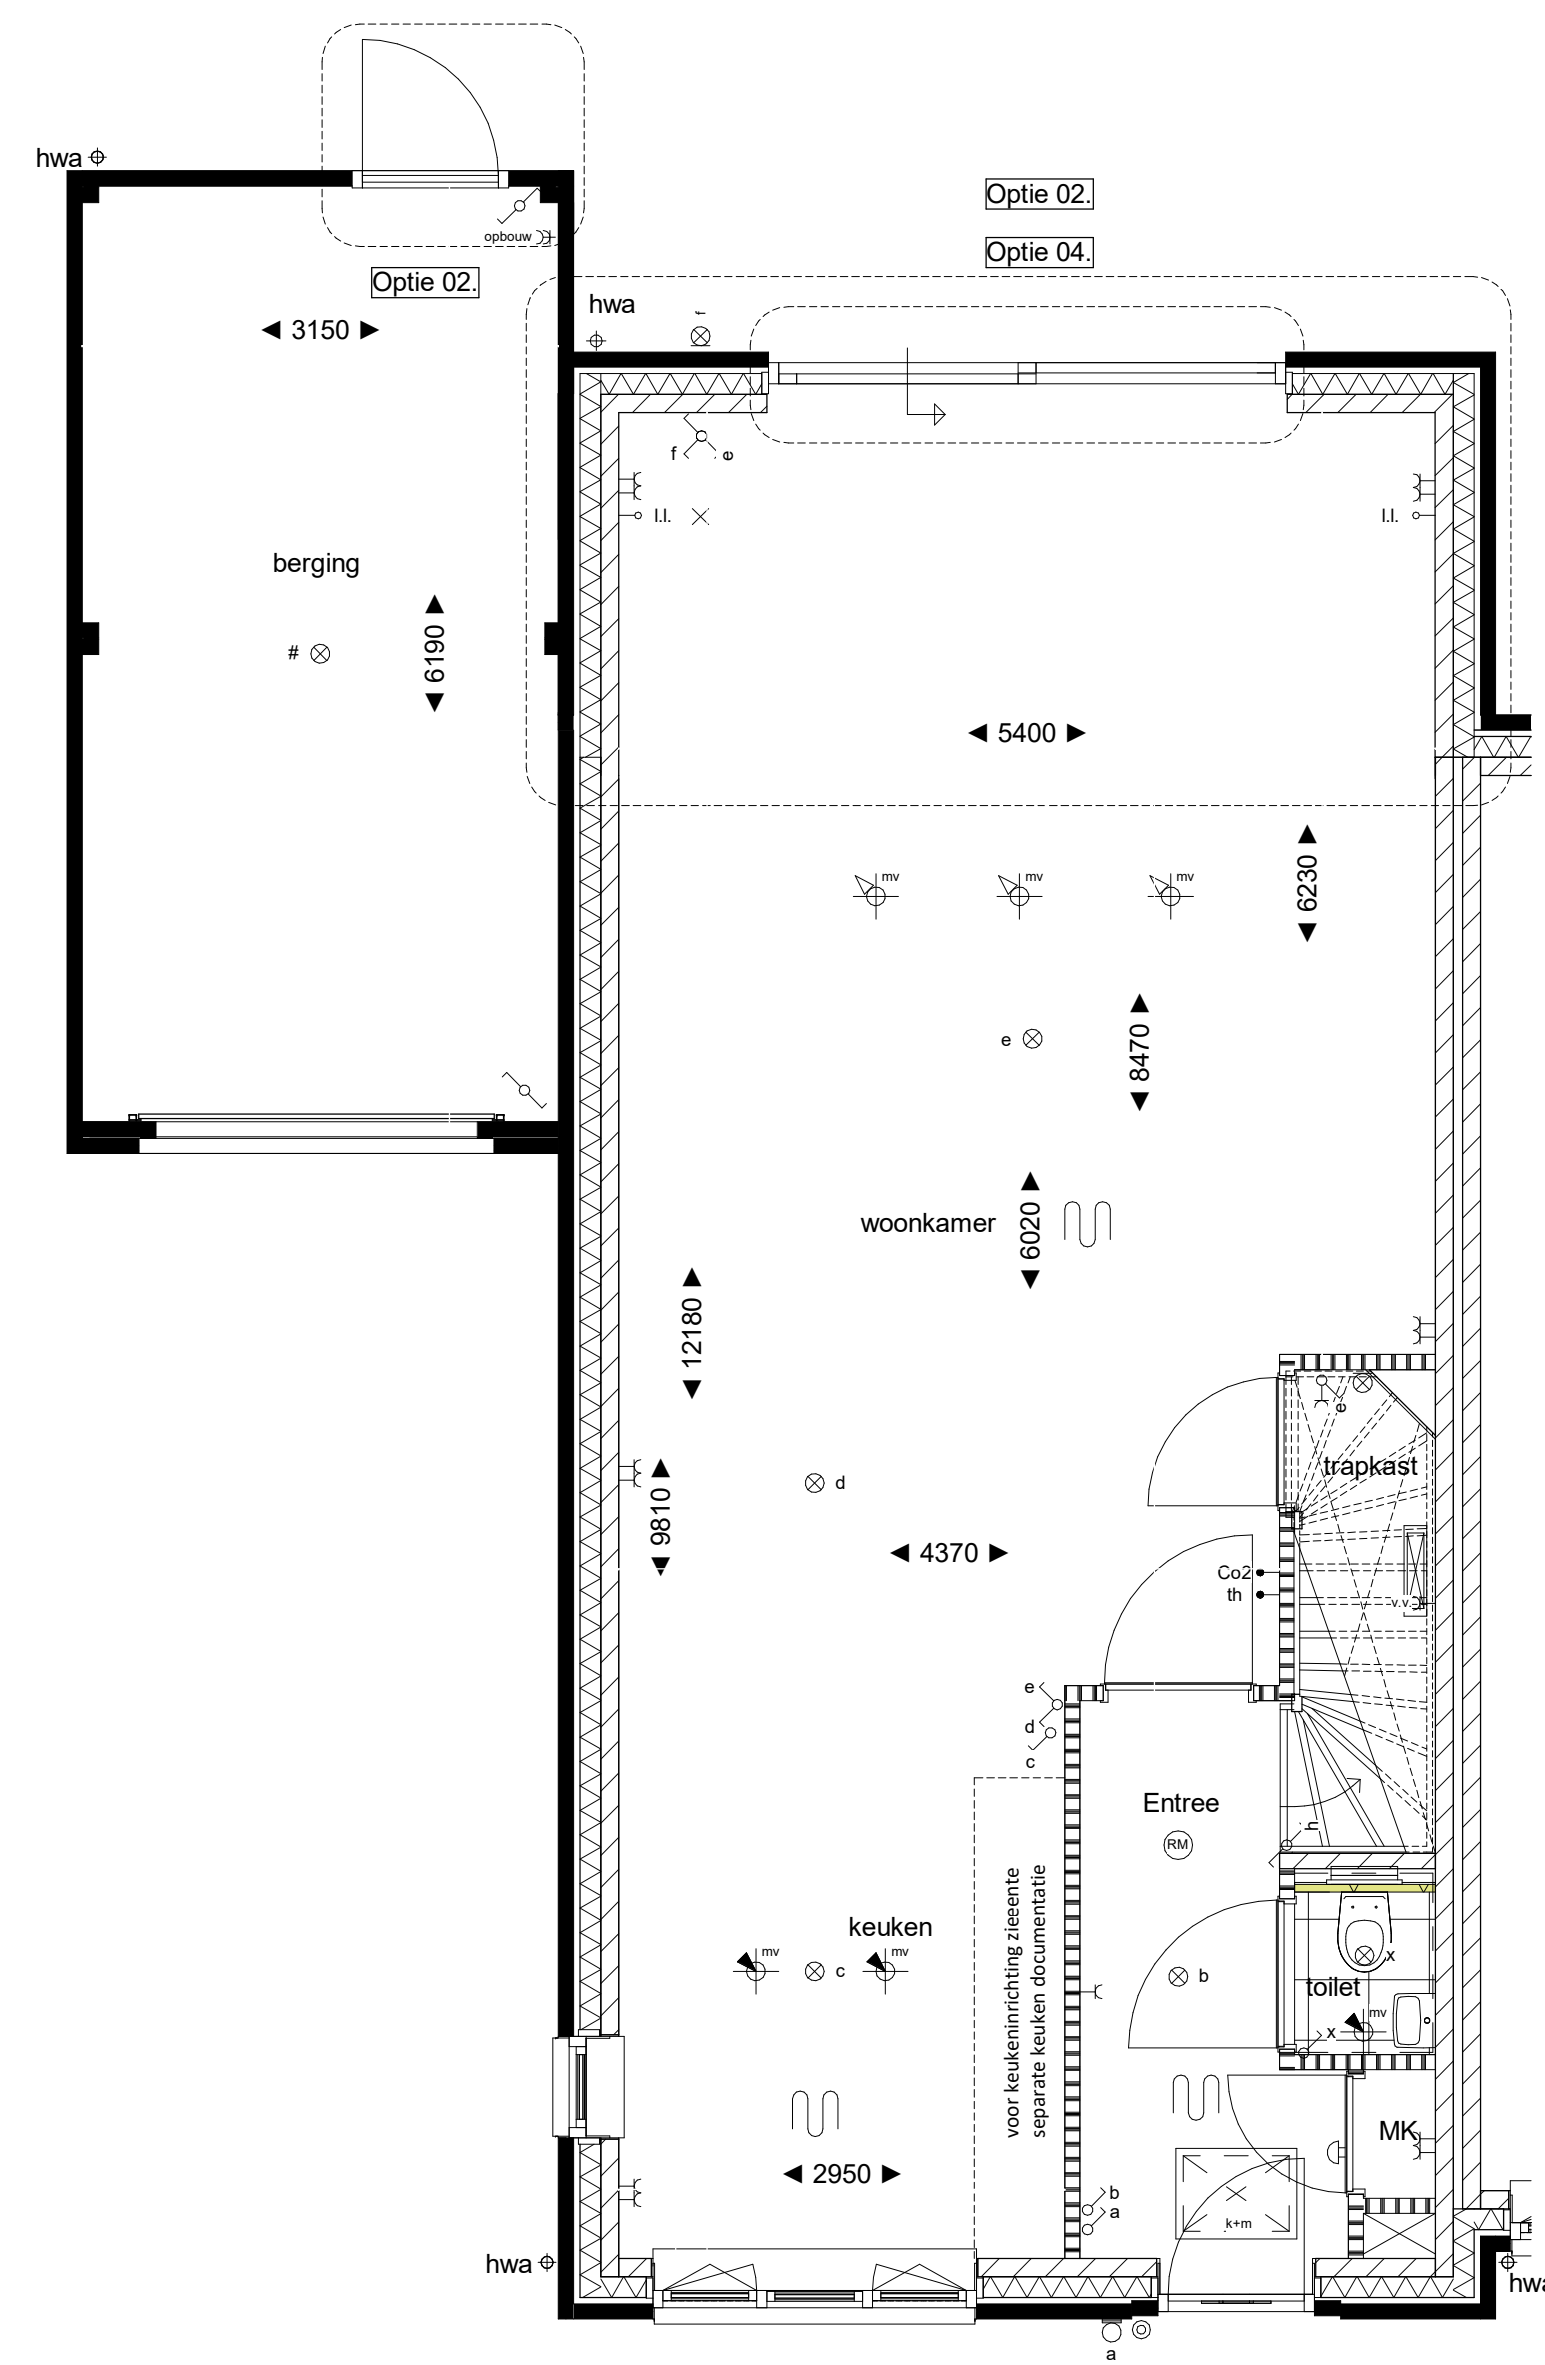 hwa
Optie 02.
opbouw
Optie 04.
Optie 02.
hwa
f
3150
f
e
l.l.
l.l.
berging
#
6190
5400
mv
mv
mv
6230
e
8470
woonkamer
6020
12180
e
trapkast
9810
d
4370
Co2
th
v.v.
e
d
c
Entree
h
RM
voor keukeninrichting zieeente
separate keuken documentatie
keuken
mv
c
mv
x
b
toilet
mv
x
MK
2950
b
a
k+m
hwa
hwa
a